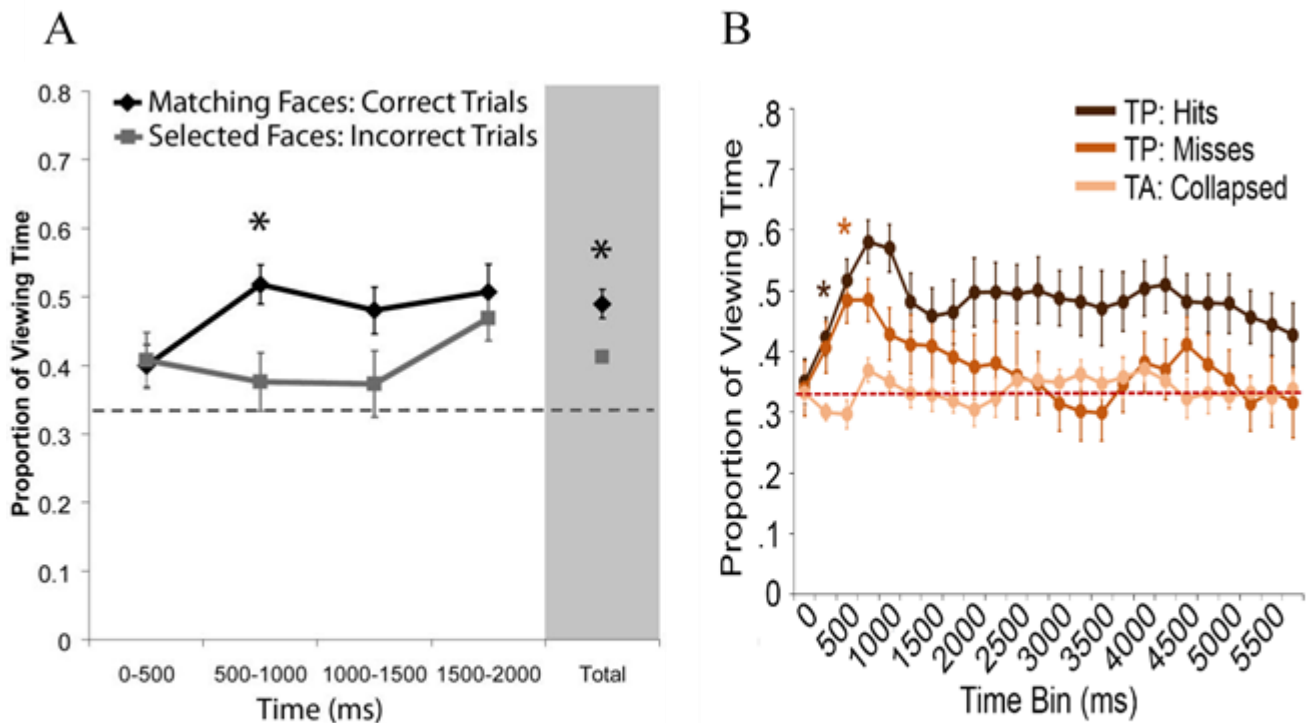 A
Proportion of Viewing Time
0.8
0.7
0.6
0.5
0.4
0.3
0.2
0.1
0
Matching Faces: Correct Trials
Selected Faces: Incorrect Trials
*
*
0-500 500-1000 1000-1500 1500-2000 Total
Time (ms)
B
Proportion of Viewing Time
.8
.7
.6
.5
.4
.3
.2
.1
0
TP: Hits
TP: Misses
TA: Collapsed
*
*
0 500 1000 1500 2000 2500 3000 3500 4000 4500 5000 5500
Time Bin (ms)